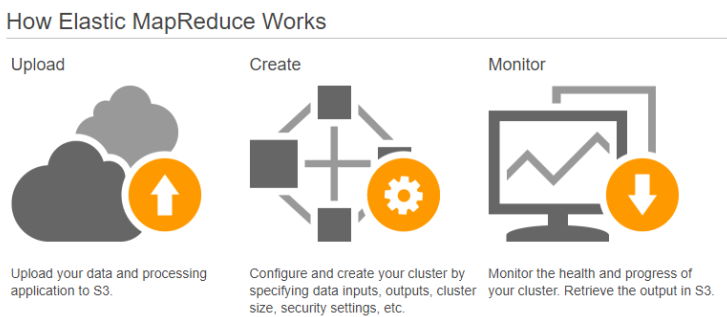 How Elastic MapReduce Works
Upload
Create
Monitor
Upload your data and processing
application to S3.
Configure and create your cluster by
specifying data inputs, outputs, cluster
size, security settings, etc.
Monitor the health and progress of
your cluster. Retrieve the output in S3.